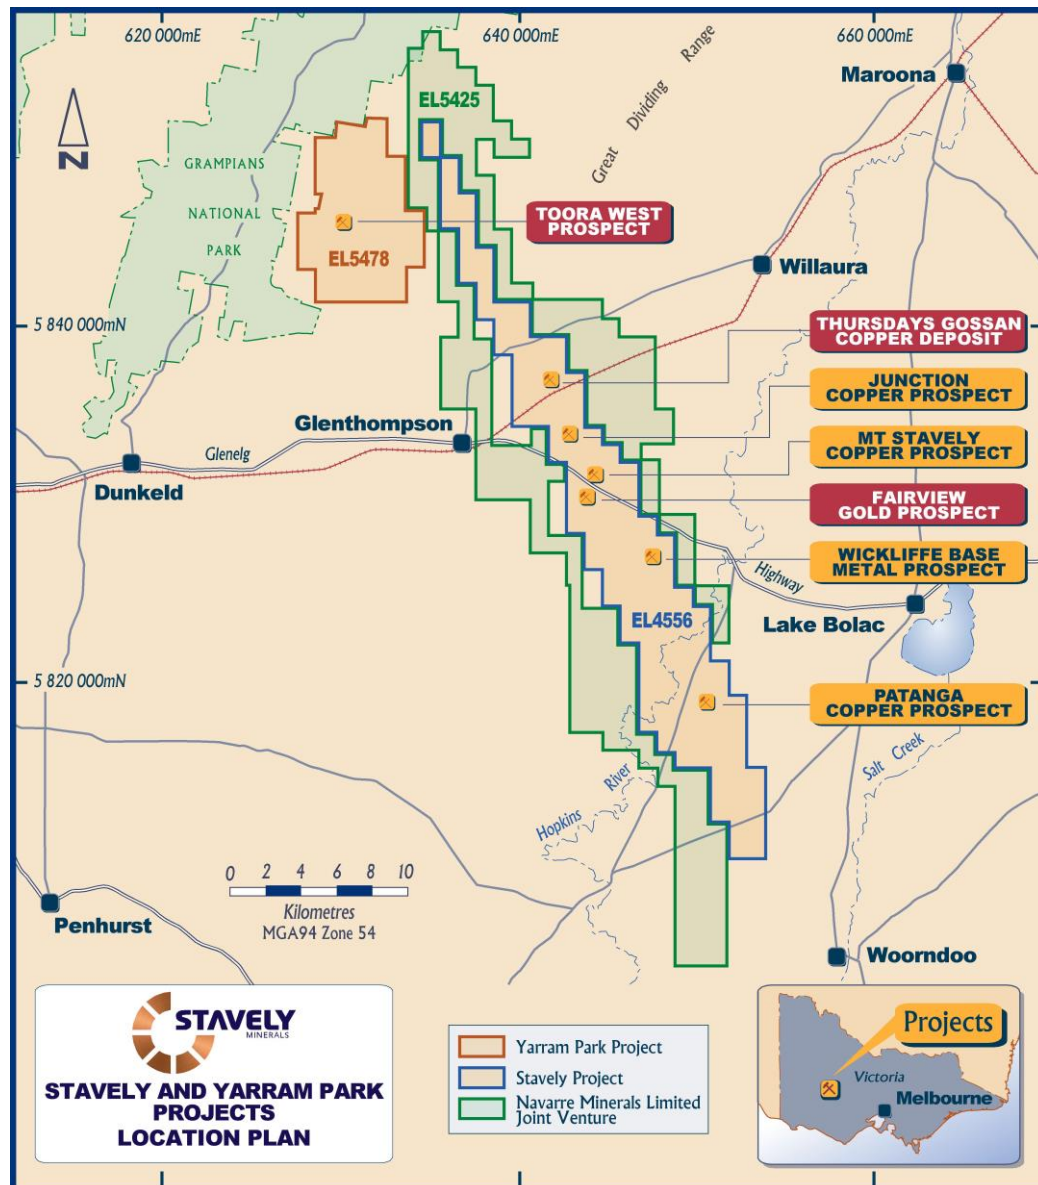 620 000mE
640 000mE
660 000mE
Great Dividing Range
Maroona
EL5425
N
GRAMPIANS
NATIONAL
PARK
TOORA WEST
PROSPECT
EL5478
Willaura
5 840 000mN
THURSDAYS GOSSAN
COPPER DEPOSIT
JUNCTION
COPPER PROSPECT
Glenthompson
MT STAVELY
COPPER PROSPECT
Glenelg
Dunkeld
FAIRVIEW
GOLD PROSPECT
WICKLIFFE BASE
METAL PROSPECT
Highway
EL4556
Lake Bolac
5 820 000mN
PATANGA
COPPER PROSPECT
Salt Creek
Hopkins River
0 2 4 6 8 10
Kilometres
MGA94 Zone 54
Penhurst
Woorndoo
STAVELY
MINERALS
STAVELY AND YARRAM PARK
PROJECTS
LOCATION PLAN
Yarram Park Project
Stavely Project
Navarre Minerals Limited
Joint Venture
Projects
Victoria
Melbourne